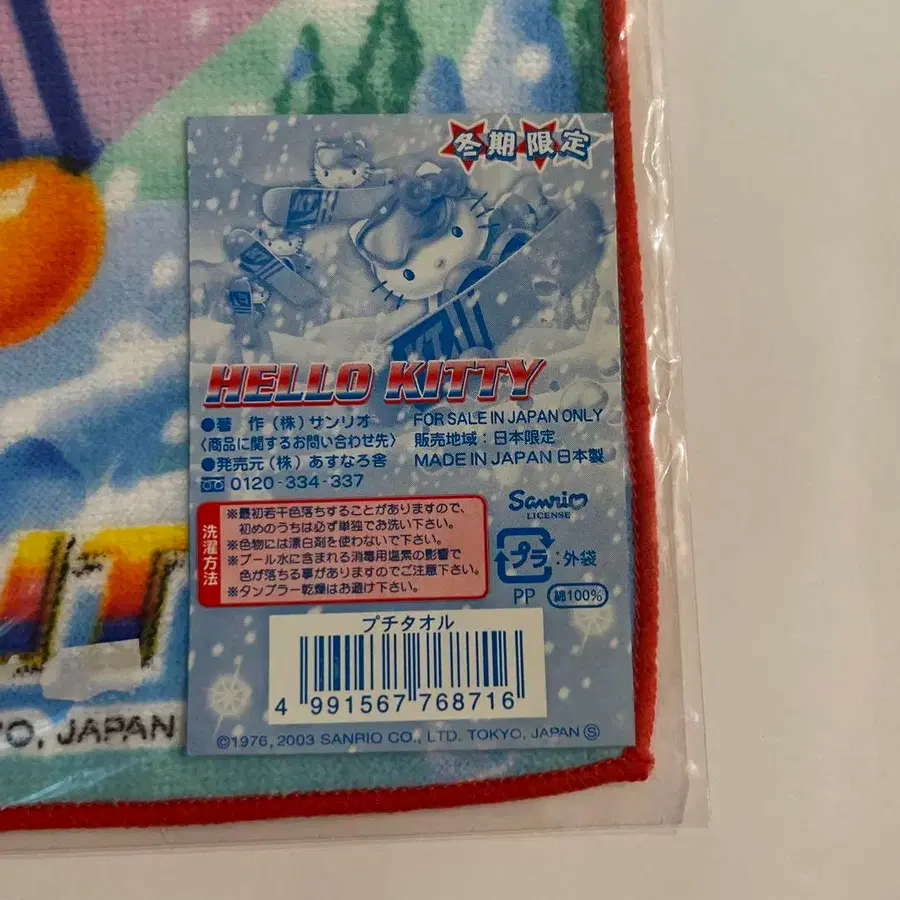 冬期限定
KT
KT
KT
HELLO KITTY
●著 作(株)サンリオ
〈商品に関するお問い合わせ先〉
●発売元(株)あすなろ舎
0120-334-337
FOR SALE IN JAPAN ONLY
販売地域:日本限定
MADE IN JAPAN 日本製
洗濯方法
※最初若干色落ちすることがありますので、
初めのうちは必ず単独でお洗い下さい。
※色物には漂白剤を使わないで下さい。
※プール水に含まれる消毒用塩素の影響で
色が落ちる事がありますのでご注意下さい。
※タンブラー乾燥はお避け下さい。
Sanrio
LICENSE
プラ:外袋
PP 綿100%
プチタオル
4 991567 768716
©1976, 2003 SANRIO CO., LTD. TOKYO, JAPAN Ⓢ
IT
YO, JAPAN